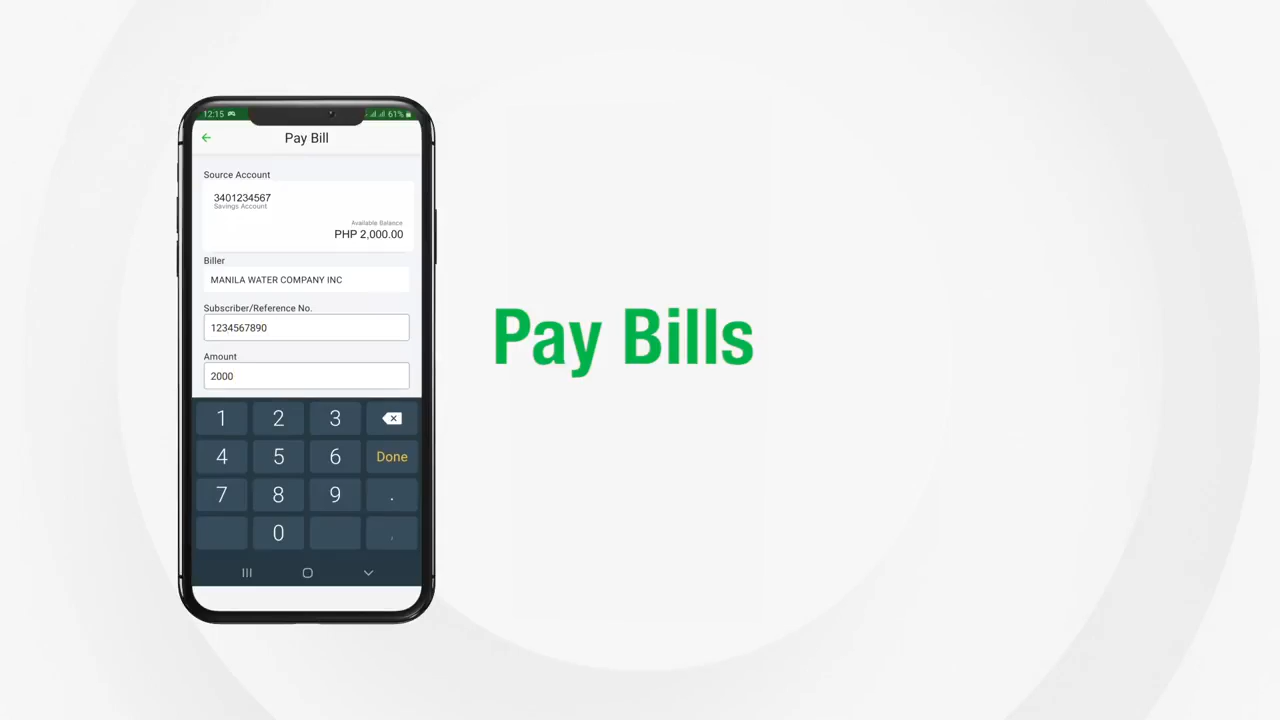 12:15
61%
Pay Bill
Source Account
3401234567
Savings Account
Available Balance
PHP 2,000.00
Biller
MANILA WATER COMPANY INC
Subscriber/Reference No.
1234567890
Amount
2000
1 2 3
4 5 6 Done
7 8 9 .
0 ,
Pay Bills